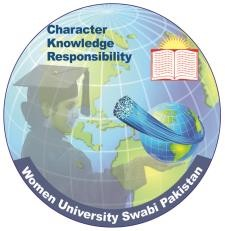 Character
Knowledge
Responsibility
Women University Swabi Pakistan